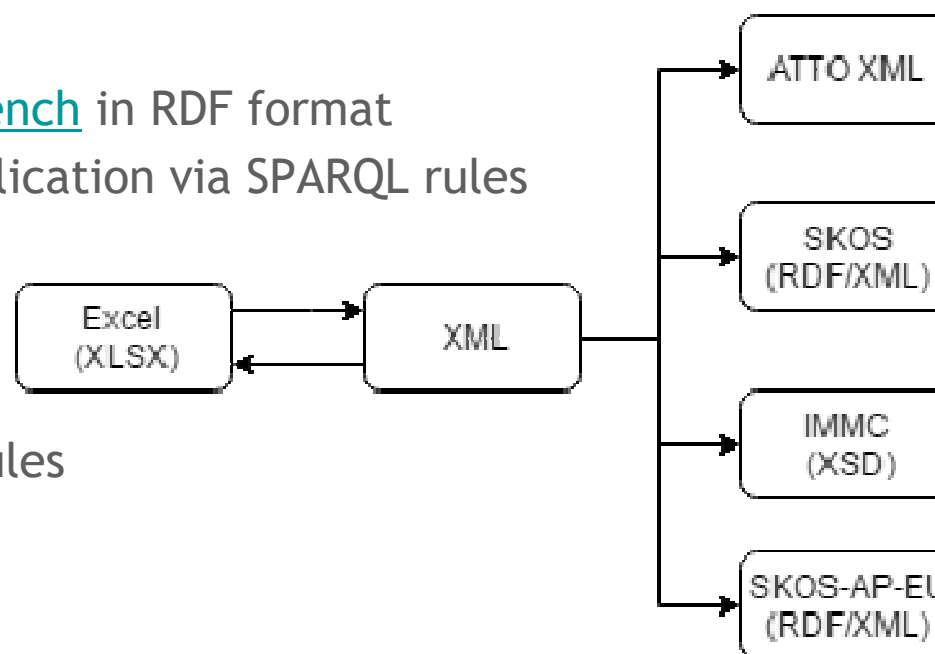 ench in RDF format
lication via SPARQL rules
ules
Excel
(XLSX)
XML
ATTO XML
SKOS
(RDF/XML)
IMMC
(XSD)
SKOS-AP-EU
(RDF/XML)